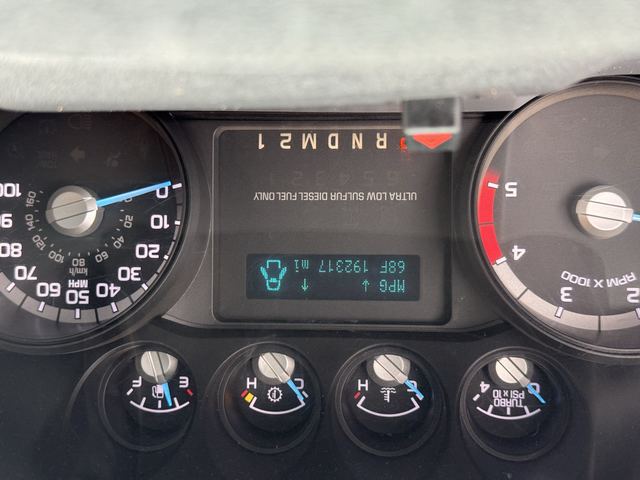 0 4
TURBO
PSI x 10
C H
C H
E F
MPG ↓ ↑
68F 192317 mi
ULTRA LOW SULFUR DIESEL FUEL ONLY
R N D M 2 1
2 3 4 5
RPM X 1000
0 10 20 30 40 50 60 70 80 90 100
MPH
km/h
20 40 60 80 100 120 140 160